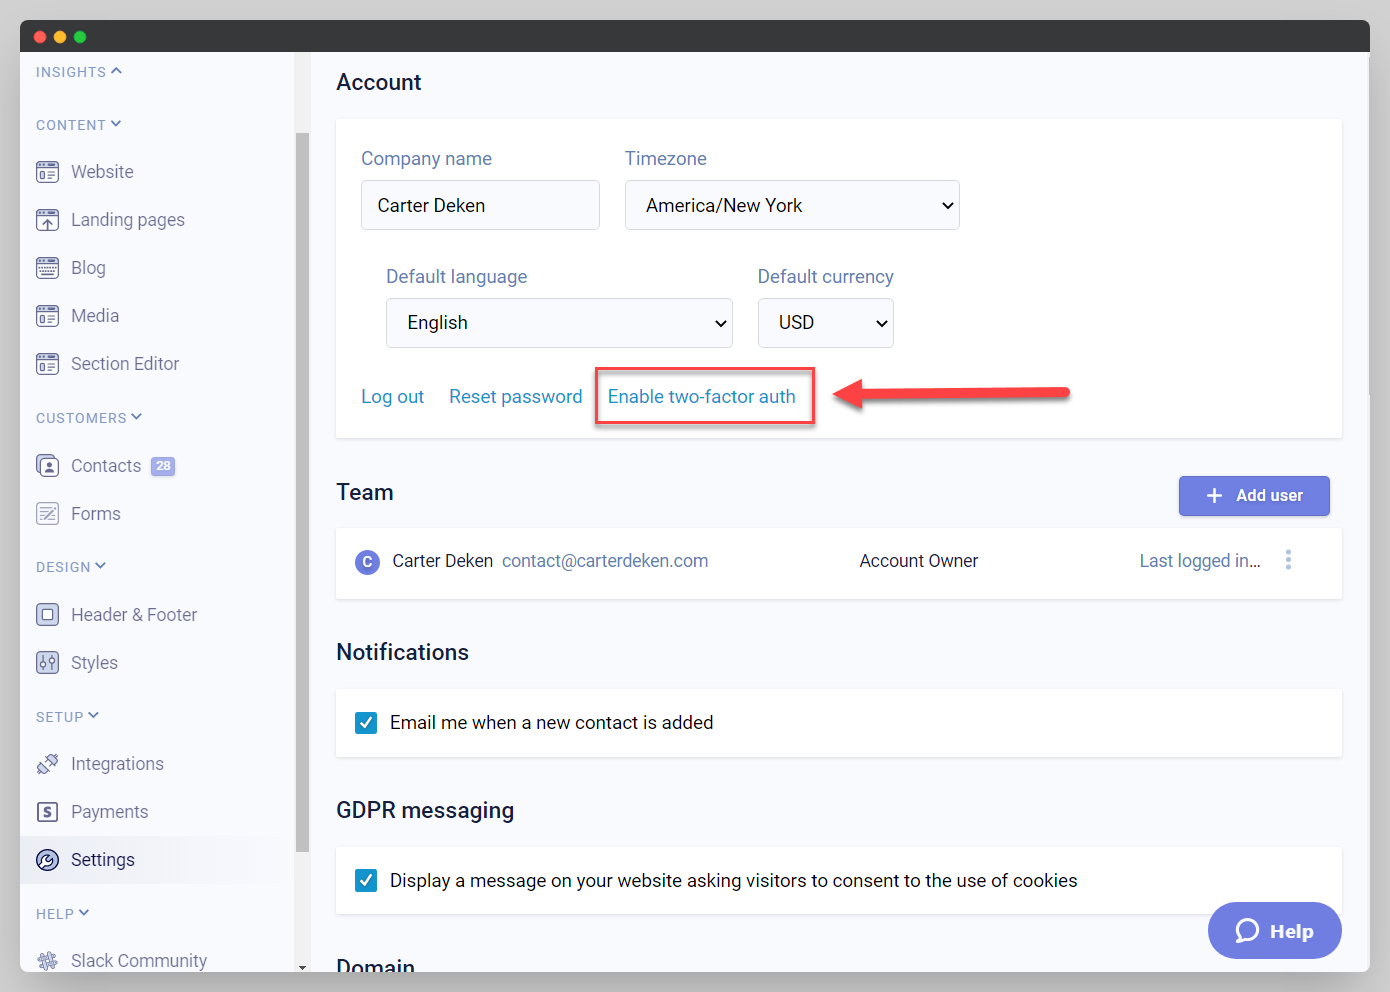 INSIGHTS
CONTENT
Website
Landing pages
Blog
Media
Section Editor
CUSTOMERS
Contacts 28
Forms
DESIGN
Header & Footer
Styles
SETUP
Integrations
Payments
Settings
HELP
Slack Community
Account
Company name Timezone
Carter Deken America/New York
Default language Default currency
English USD
Log out Reset password Enable two-factor auth
Team + Add user
C Carter Deken contact@carterdeken.com Account Owner Last logged in...
Notifications
Email me when a new contact is added
GDPR messaging
Display a message on your website asking visitors to consent to the use of cookies
Domain
Help